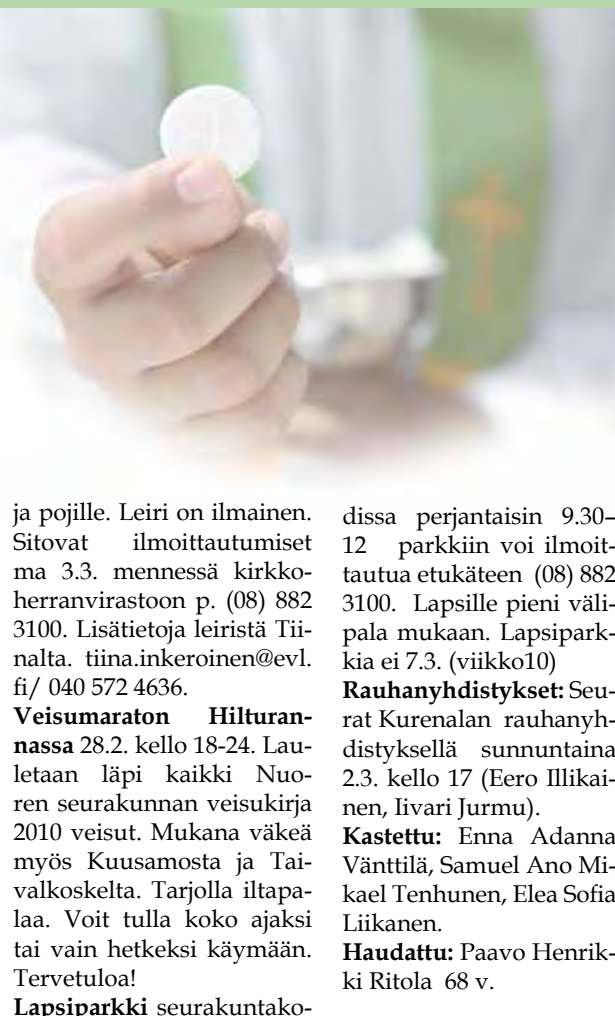 ja pojille. Leiri on ilmainen.
Sitovat ilmoittautumiset
ma 3.3. mennessä kirkko-
herranvirastoon p. (08) 882
3100. Lisätietoja leiristä Tii-
nalta. tiina.inkeroinen@evl.
fi/ 040 572 4636.
Veisumaraton Hilturan-
nassa 28.2. kello 18-24. Lau-
letaan läpi kaikki Nuo-
ren seurakunnan veisukirja
2010 veisut. Mukana väkeä
myös Kuusamosta ja Tai-
valkoskelta. Tarjolla iltapa-
laa. Voit tulla koko ajaksi
tai vain hetkeksi käymään.
Tervetuloa!
Lapsiparkki seurakuntako-
dissa perjantaisin 9.30–
12 parkkiin voi ilmoit-
tautua etukäteen (08) 882
3100. Lapsille pieni väli-
pala mukaan. Lapsipark-
kia ei 7.3. (viikko10)
Rauhanyhdistykset: Seu-
rat Kurenalan rauhanyh-
distyksellä sunnuntaina
2.3. kello 17 (Eero Illikai-
nen, Iivari Jurmu).
Kastettu: Enna Adanna
Vänttilä, Samuel Ano Mi-
kael Tenhunen, Elea Sofia
Liikanen.
Haudattu: Paavo Henrik-
ki Ritola 68 v.